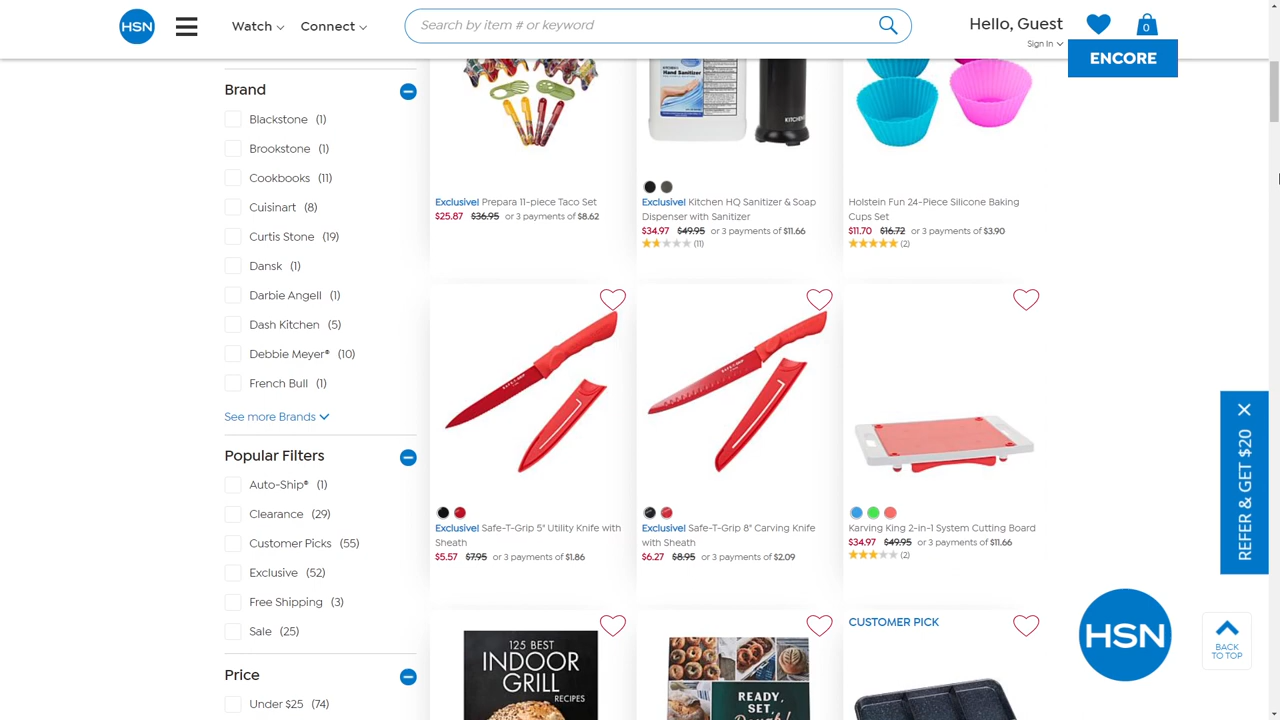 HSN
Watch
Connect
Search by item # or keyword
Hello, Guest
Sign In
0
ENCORE
Brand
Blackstone (1)
Brookstone (1)
Cookbooks (11)
Cuisinart (8)
Curtis Stone (19)
Dansk (1)
Darbie Angell (1)
Dash Kitchen (5)
Debbie Meyer® (10)
French Bull (1)
See more Brands
Popular Filters
Auto-Ship® (1)
Clearance (29)
Customer Picks (55)
Exclusive (52)
Free Shipping (3)
Sale (25)
Price
Under $25 (74)
Hand Sanitizer
KITCHEN
Exclusive! Prepara 11-piece Taco Set
$25.87 $36.95 or 3 payments of $8.62
Exclusive! Kitchen HQ Sanitizer & Soap
Dispenser with Sanitizer
$34.97 $49.95 or 3 payments of $11.66
(11)
Holstein Fun 24-Piece Silicone Baking
Cups Set
$11.70 $16.72 or 3 payments of $3.90
(2)
Exclusive! Safe-T-Grip 5" Utility Knife with
Sheath
$5.57 $7.95 or 3 payments of $1.86
Exclusive! Safe-T-Grip 8" Carving Knife
with Sheath
$6.27 $8.95 or 3 payments of $2.09
Karving King 2-in-1 System Cutting Board
$34.97 $49.95 or 3 payments of $11.66
(2)
125 BEST
INDOOR
GRILL
RECIPES
READY,
SET,
Dough!
CUSTOMER PICK
REFER & GET $20
HSN
BACK
TO TOP